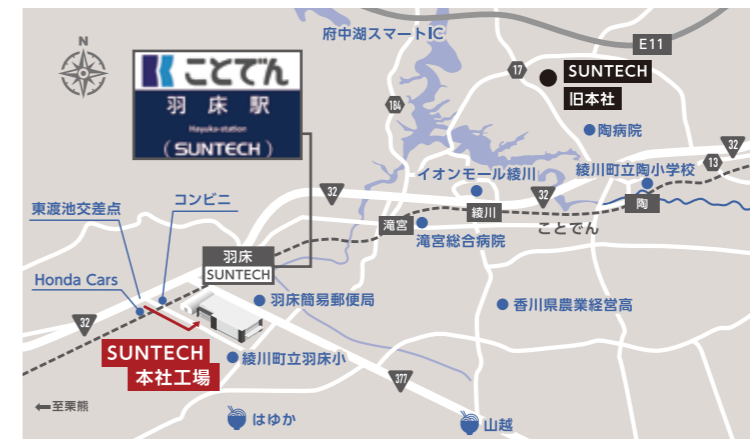 府中湖スマートIC
E11
N
ことでん
羽床駅
Hayuka-station
(SUNTECH)
17
SUNTECH
旧本社
184
陶病院
32
13
イオンモール綾川
綾川町立陶小学校
32
32
コンビニ
東渡池交差点
滝宮
綾川
陶
ことでん
滝宮総合病院
羽床
SUNTECH
Honda Cars
羽床簡易郵便局
香川県農業経営高
32
SUNTECH
本社工場
綾川町立羽床小
377
←至栗熊
はゆか
山越